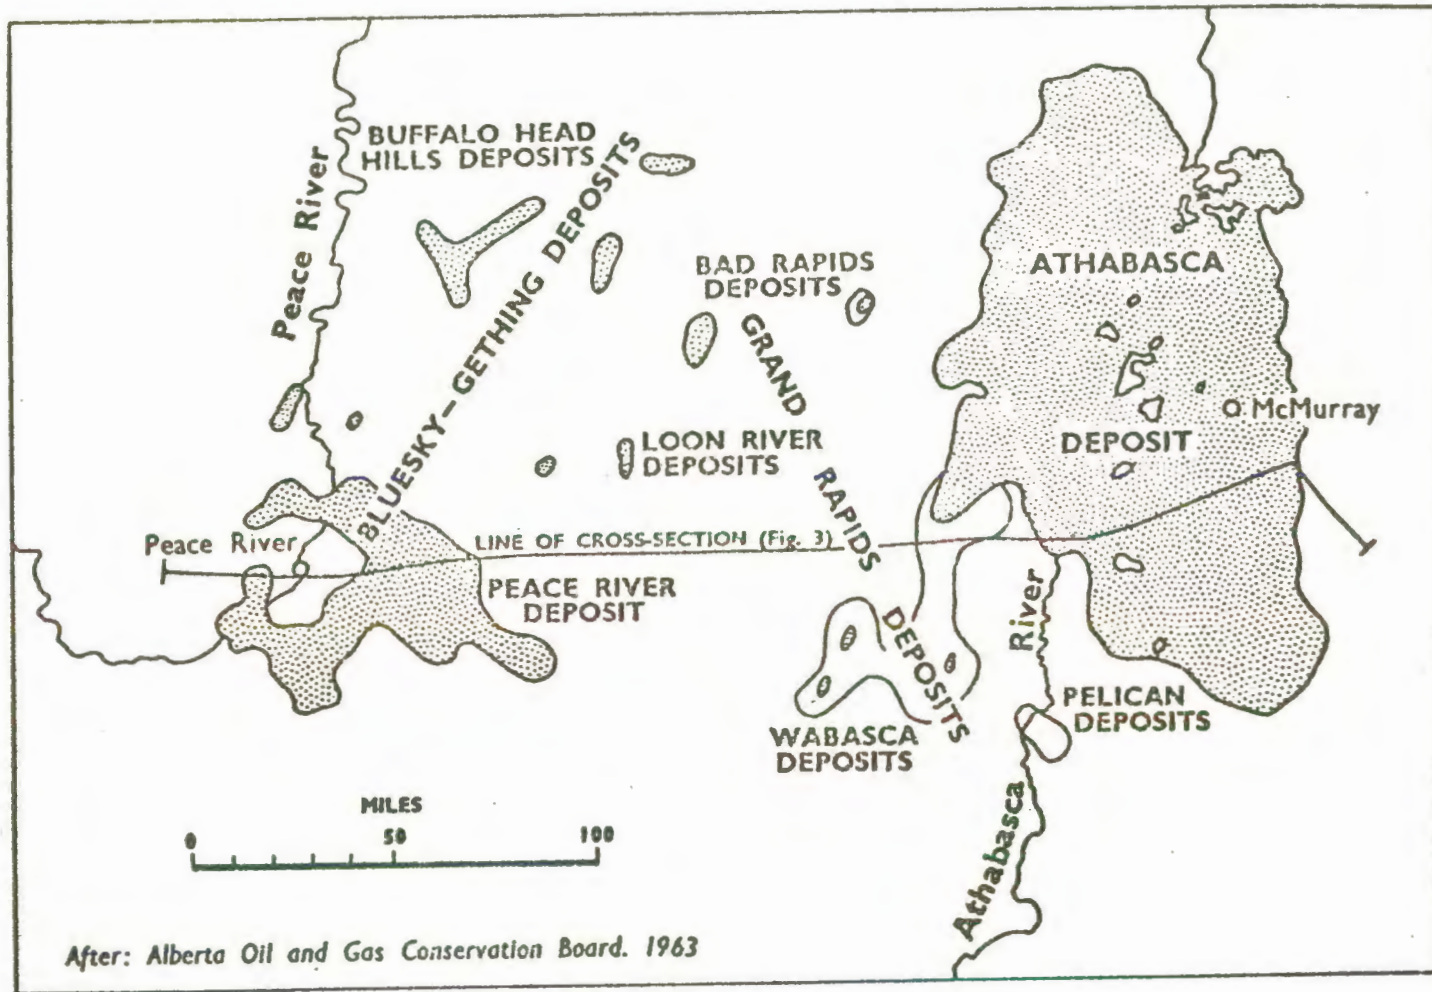 BUFFALO HEAD
HILLS DEPOSITS
Peace River
BLUESKY-GETHING DEPOSITS
BAD RAPIDS
DEPOSITS
GRAND RAPIDS DEPOSITS
ATHABASCA
DEPOSIT
McMurray
LOON RIVER
DEPOSITS
Peace River
LINE OF CROSS-SECTION (Fig. 3)
PEACE RIVER
DEPOSIT
WABASCA
DEPOSITS
PELICAN
DEPOSITS
Athabasca River
MILES
0 50 100
After: Alberta Oil and Gas Conservation Board. 1963